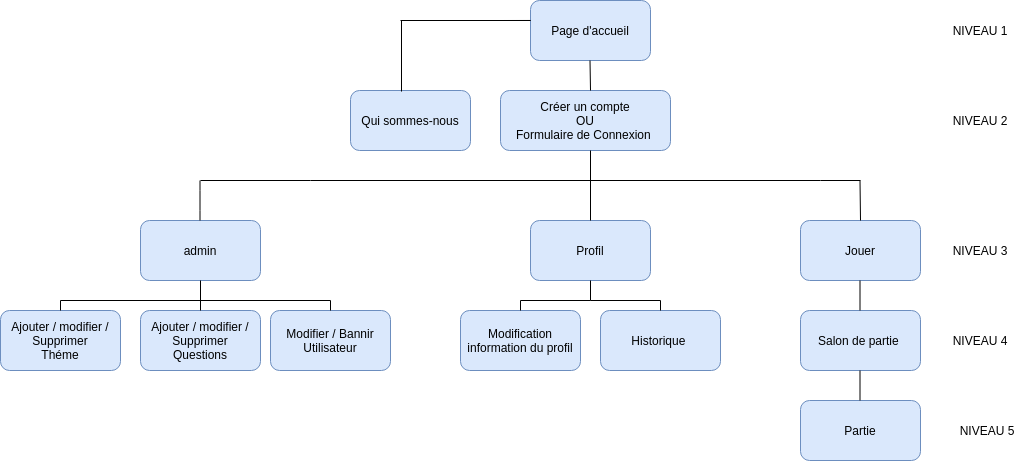 Page d'accueil
NIVEAU 1
Qui sommes-nous
Créer un compte
OU
Formulaire de Connexion
NIVEAU 2
admin
Profil
Jouer
NIVEAU 3
Ajouter / modifier /
Supprimer
Théme
Ajouter / modifier /
Supprimer
Questions
Modifier / Bannir
Utilisateur
Modification
information du profil
Historique
Salon de partie
NIVEAU 4
Partie
NIVEAU 5